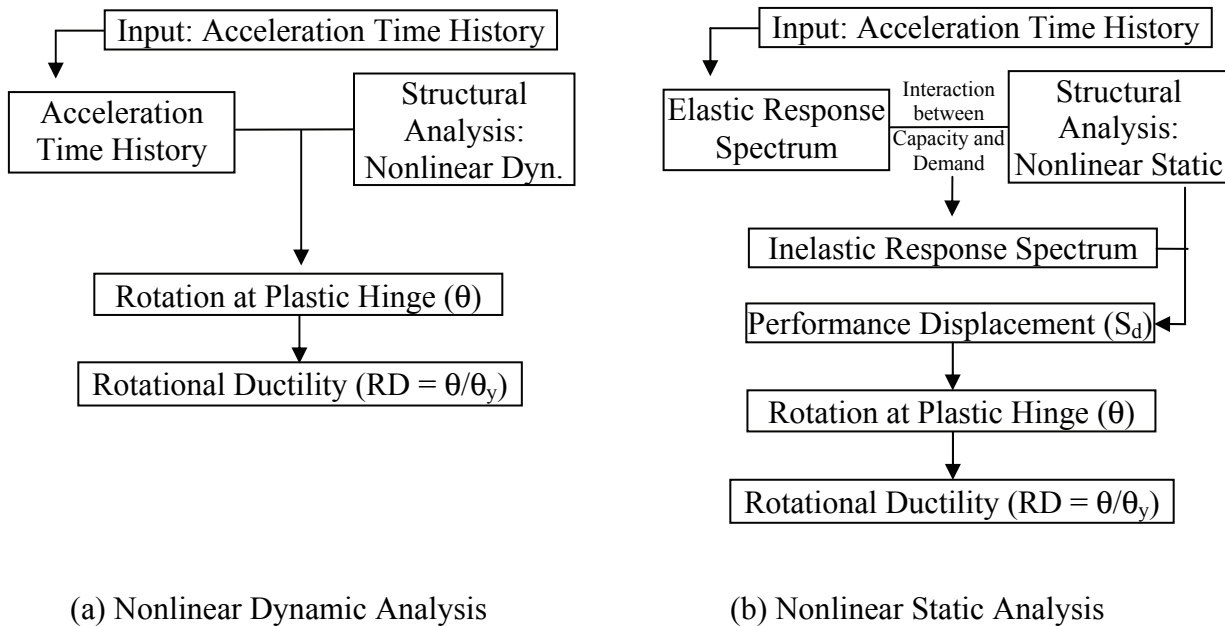 Input: Acceleration Time History
Acceleration
Time History
Structural
Analysis:
Nonlinear Dyn.
Rotation at Plastic Hinge (θ)
Rotational Ductility (RD = θ/θy)
(a) Nonlinear Dynamic Analysis
Input: Acceleration Time History
Elastic Response
Spectrum
Interaction
between
Capacity and
Demand
Structural
Analysis:
Nonlinear Static
Inelastic Response Spectrum
Performance Displacement (Sd)
Rotation at Plastic Hinge (θ)
Rotational Ductility (RD = θ/θy)
(b) Nonlinear Static Analysis